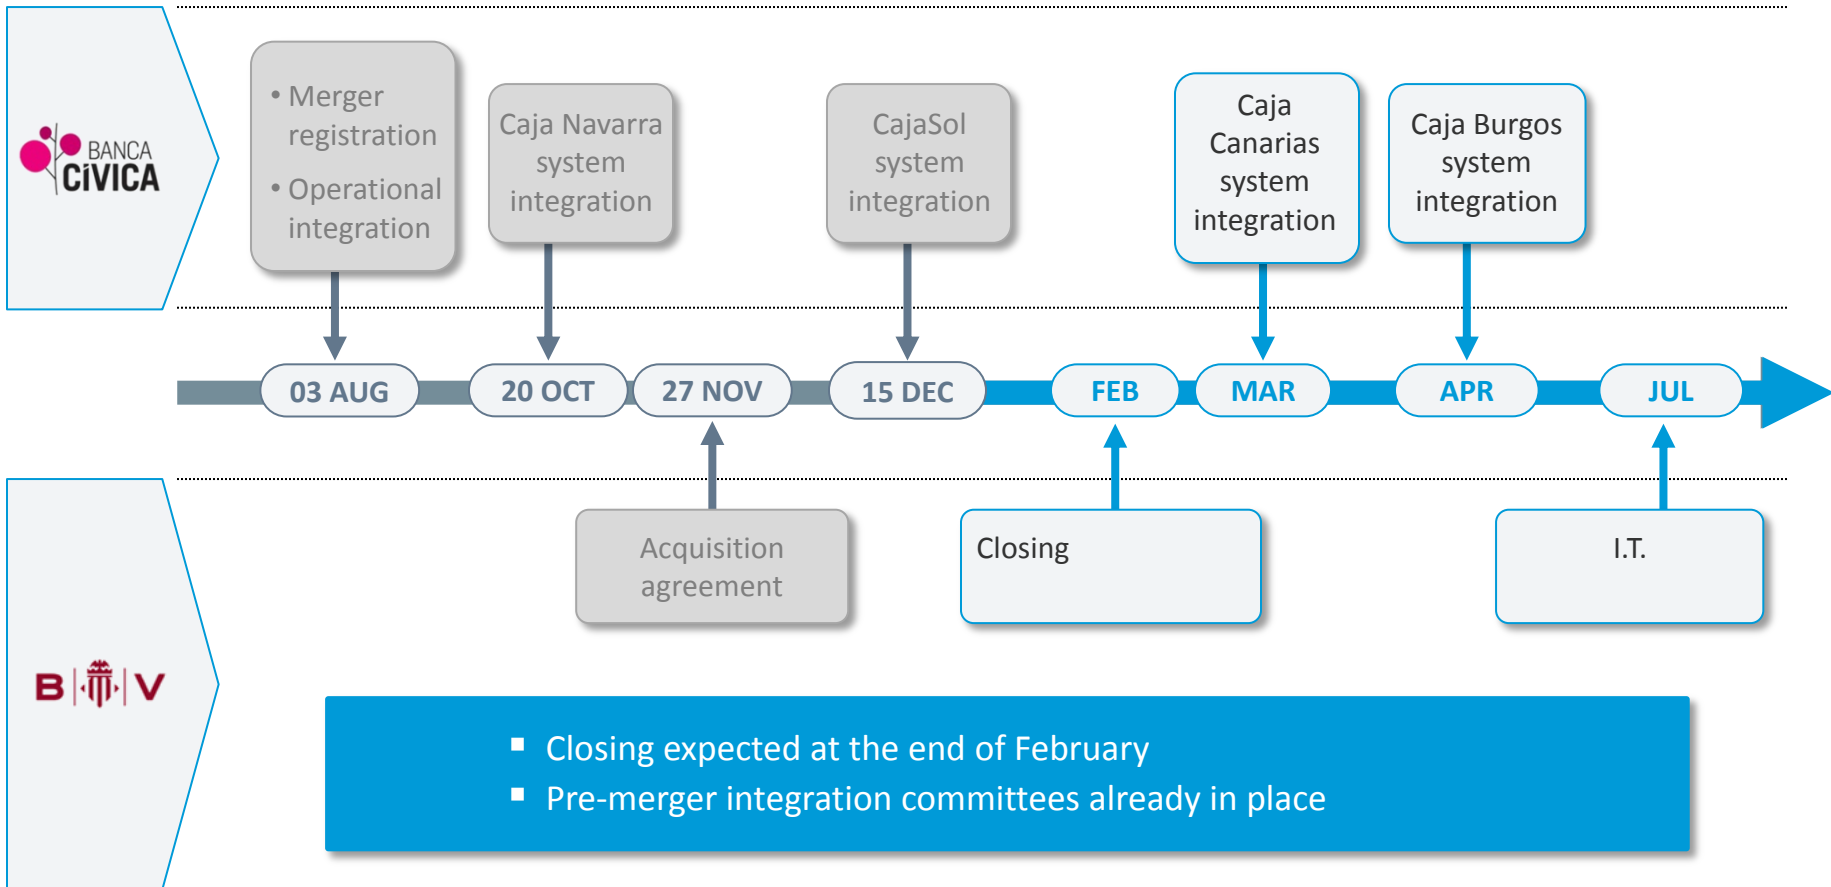 BANCA
CÍVICA
• Merger
registration
• Operational
integration
Caja Navarra
system
integration
CajaSol
system
integration
Caja
Canarias
system
integration
Caja Burgos
system
integration
03 AUG
20 OCT
27 NOV
15 DEC
FEB
MAR
APR
JUL
Acquisition
agreement
Closing
I.T.
B V
▪ Closing expected at the end of February
▪ Pre-merger integration committees already in place